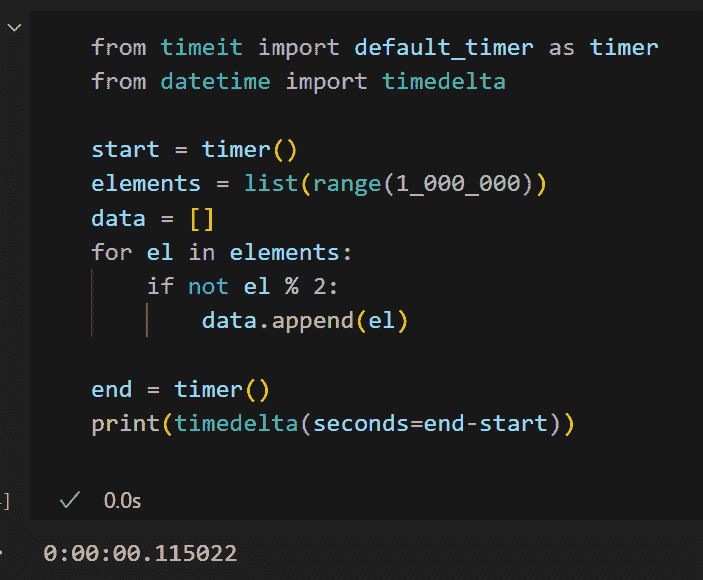 from timeit import default_timer as timer
from datetime import timedelta
start = timer()
elements = list(range(1_000_000))
data = []
for el in elements:
    if not el % 2:
        data.append(el)
end = timer()
print(timedelta(seconds=end-start))
]
✓ 0.0s
0:00:00.115022